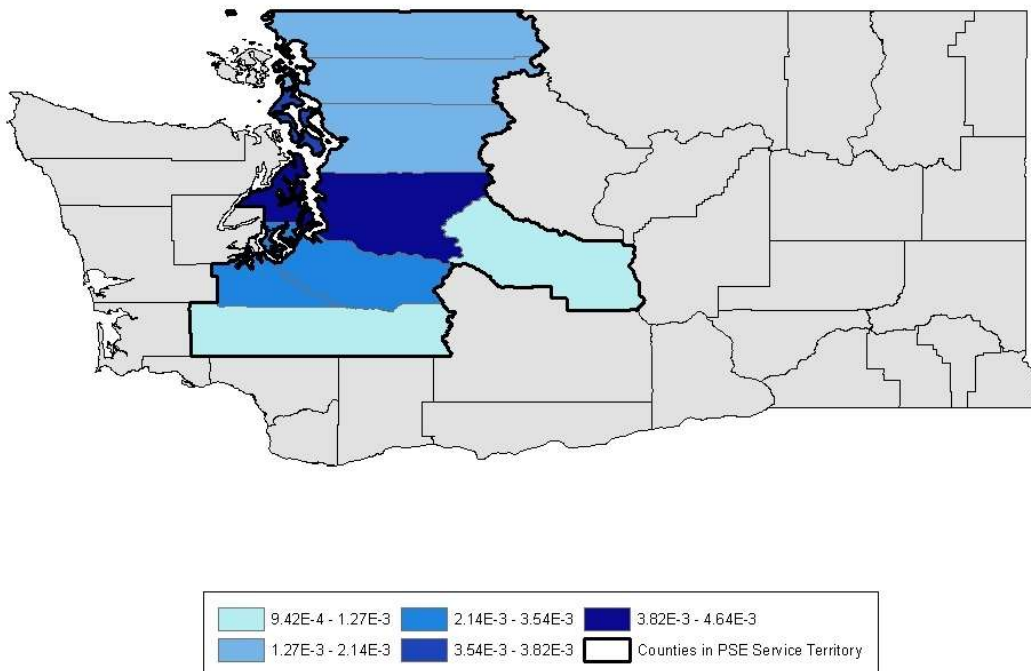 9.42E-4 - 1.27E-3
2.14E-3 - 3.54E-3
3.82E-3 - 4.64E-3
1.27E-3 - 2.14E-3
3.54E-3 - 3.82E-3
Counties in PSE Service Territory